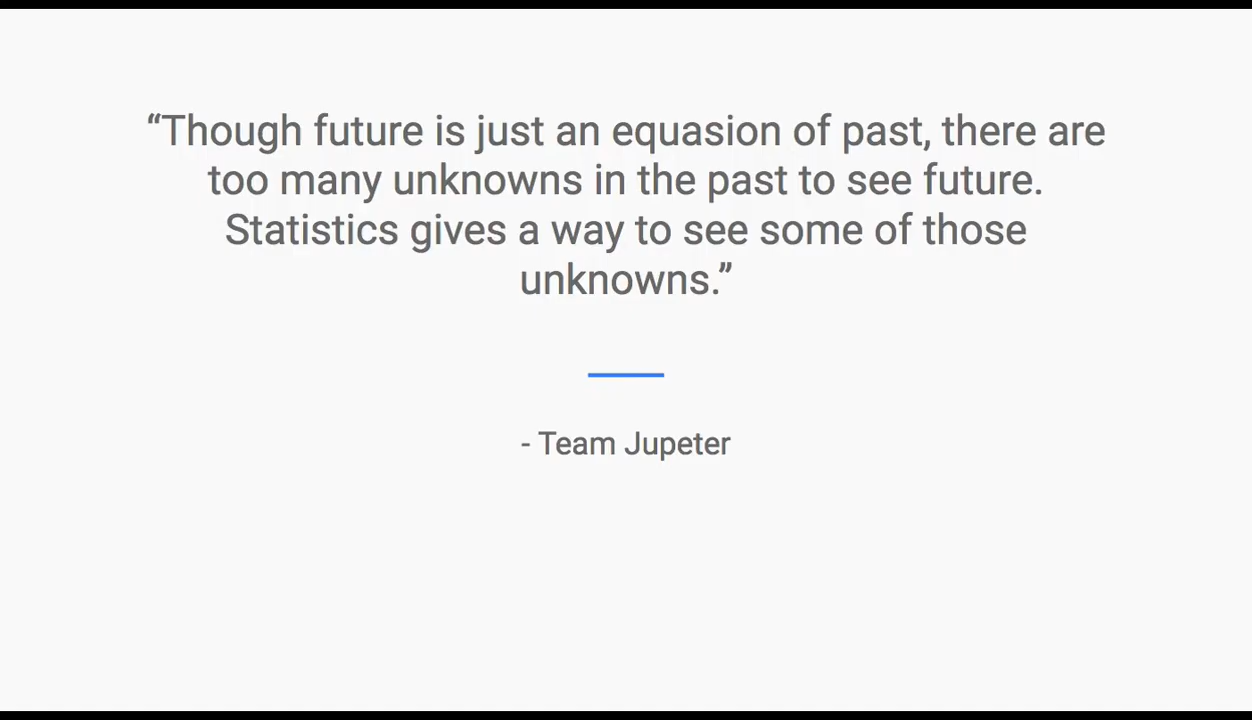 “Though future is just an equasion of past, there are
too many unknowns in the past to see future.
Statistics gives a way to see some of those
unknowns.”
- Team Jupeter